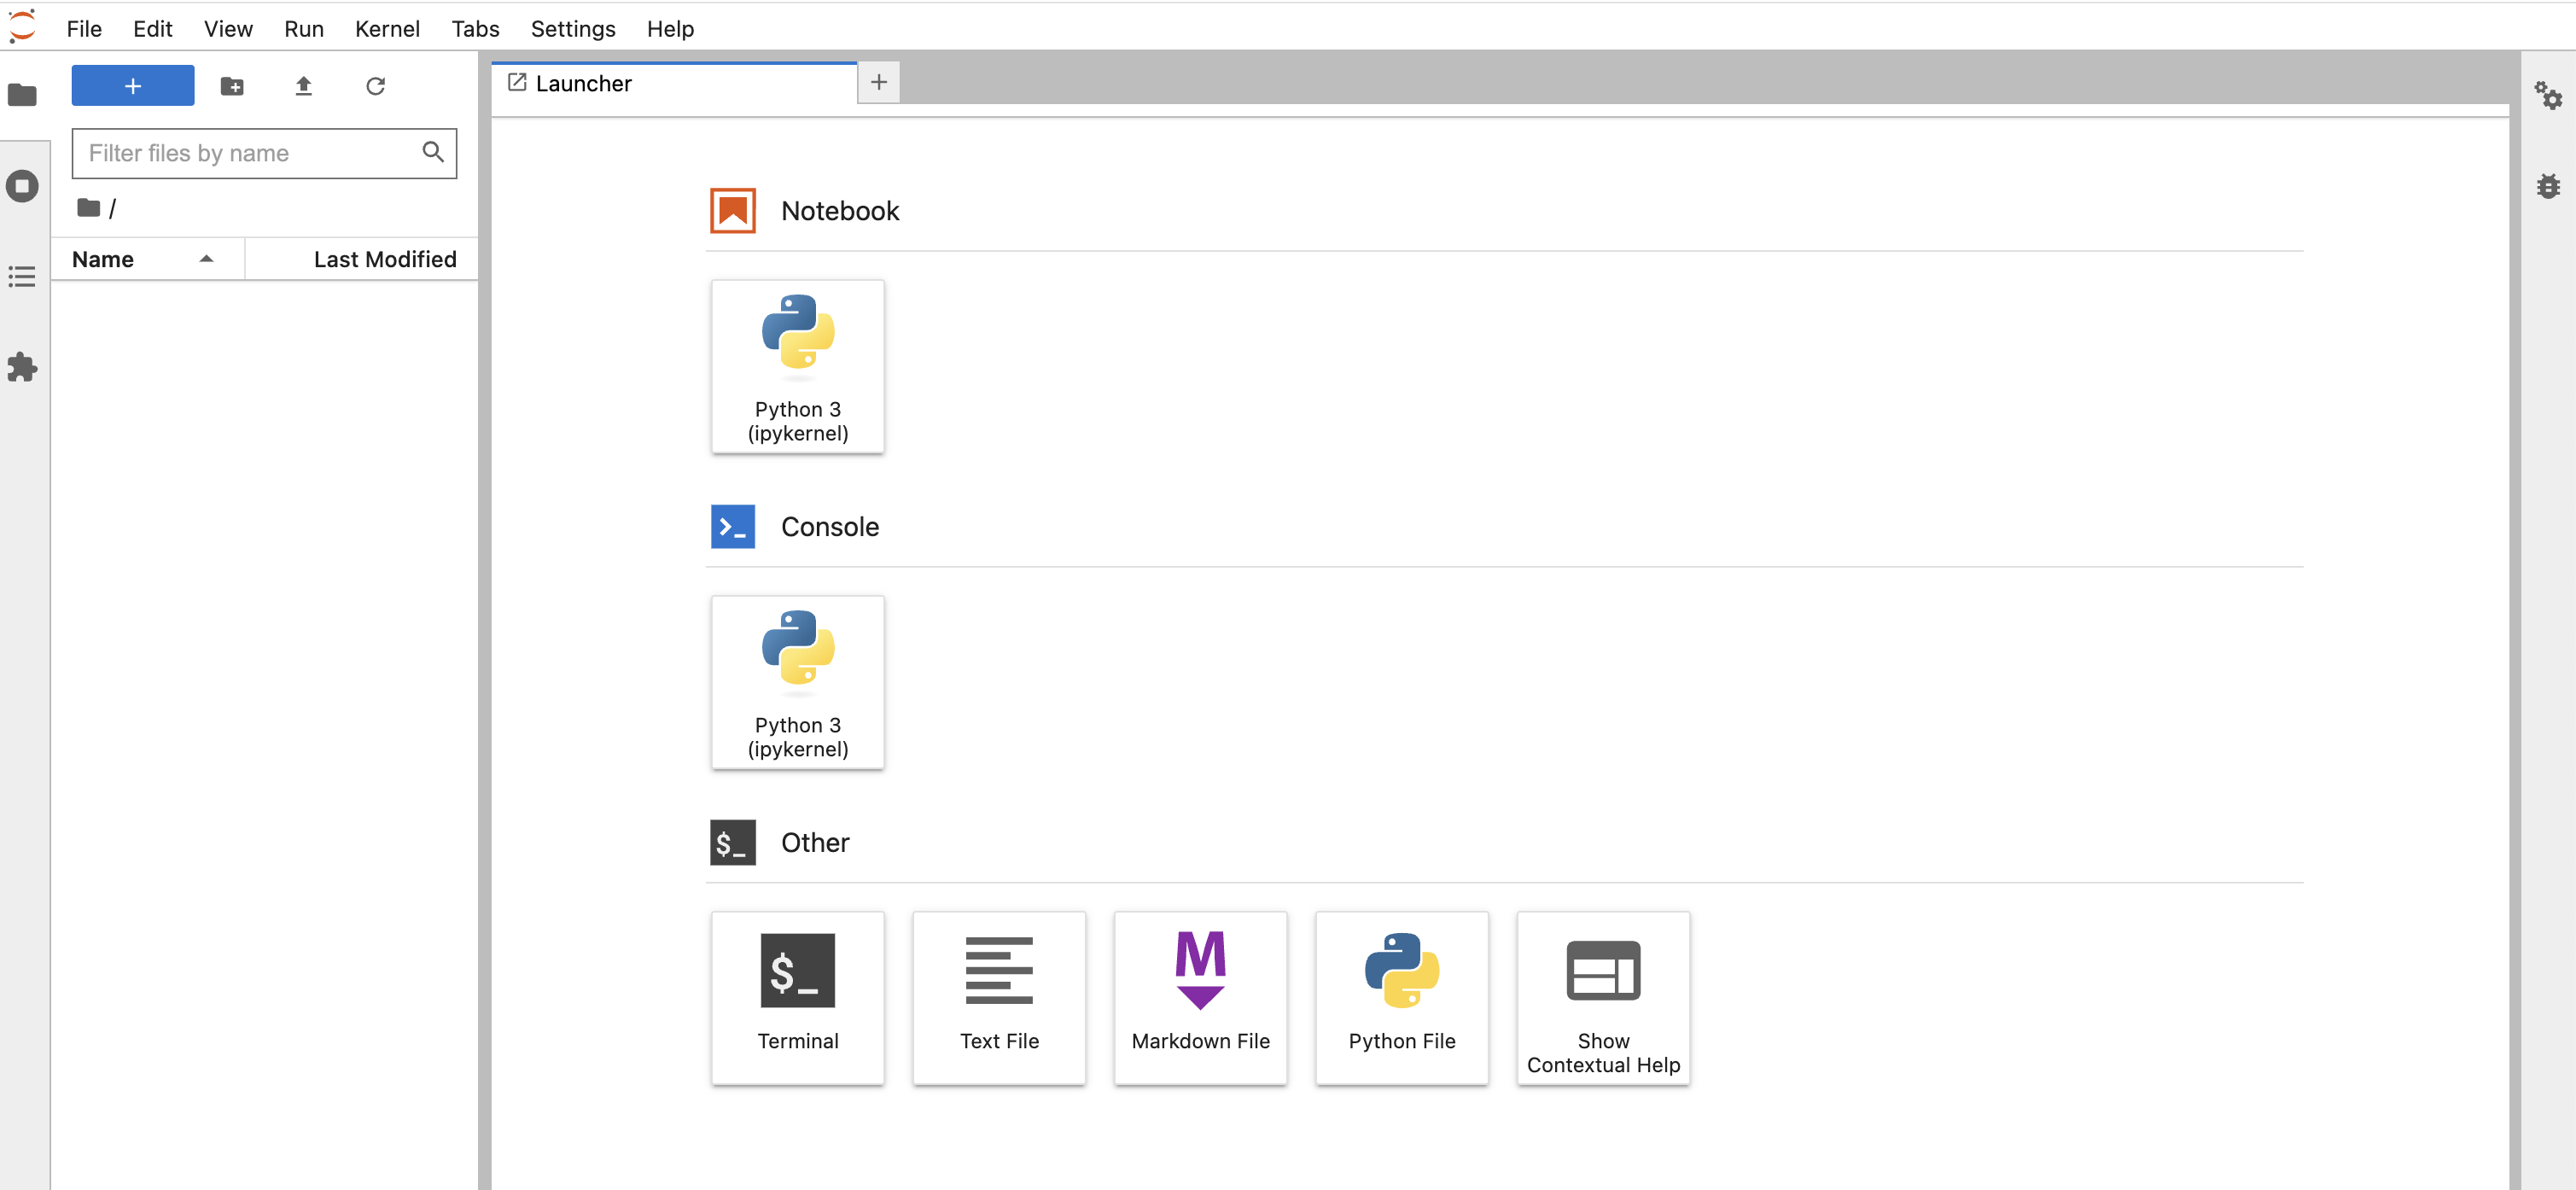 File Edit View Run Kernel Tabs Settings Help
+
Filter files by name
/
Name Last Modified
Launcher +
Notebook
Python 3
(ipykernel)
>_ Console
Python 3
(ipykernel)
$_ Other
$_
Terminal
Text File
M
Markdown File
Python File
Show
Contextual Help